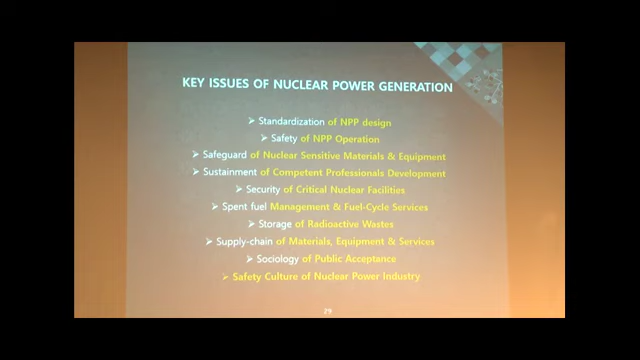 KEY ISSUES OF NUCLEAR POWER GENERATION
➢ Standardization of NPP design
➢ Safety of NPP Operation
➢ Safeguard of Nuclear Sensitive Materials & Equipment
➢ Sustainment of Competent Professionals Development
➢ Security of Critical Nuclear Facilities
➢ Spent fuel Management & Fuel-Cycle Services
➢ Storage of Radioactive Wastes
➢ Supply-chain of Materials, Equipment & Services
➢ Sociology of Public Acceptance
➢ Safety Culture of Nuclear Power Industry
29